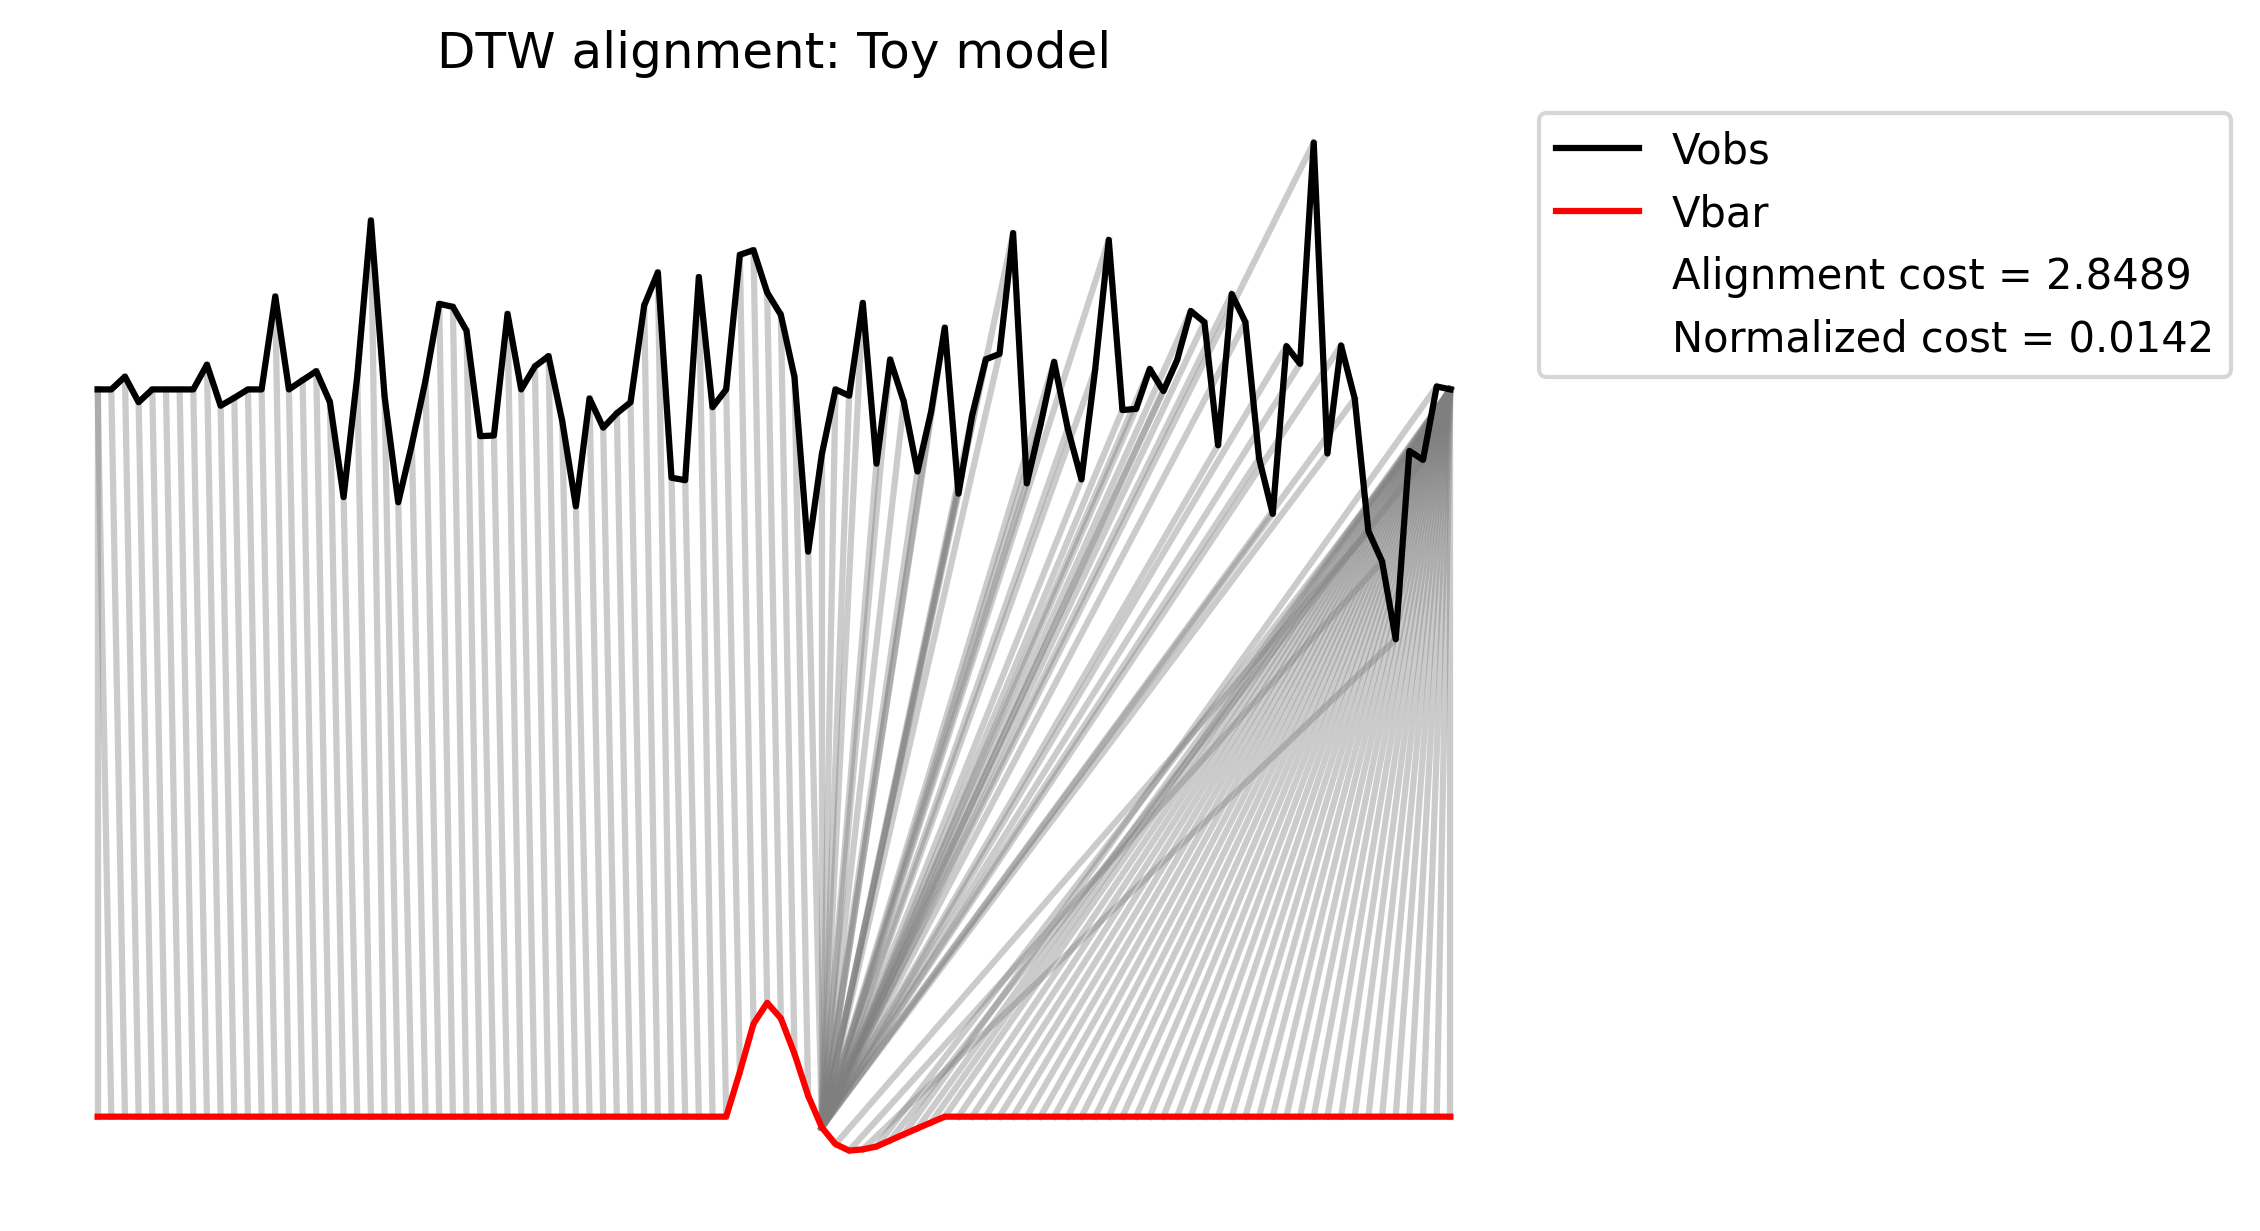 DTW alignment: Toy model
Vobs
Vbar
Alignment cost = 2.8489
Normalized cost = 0.0142